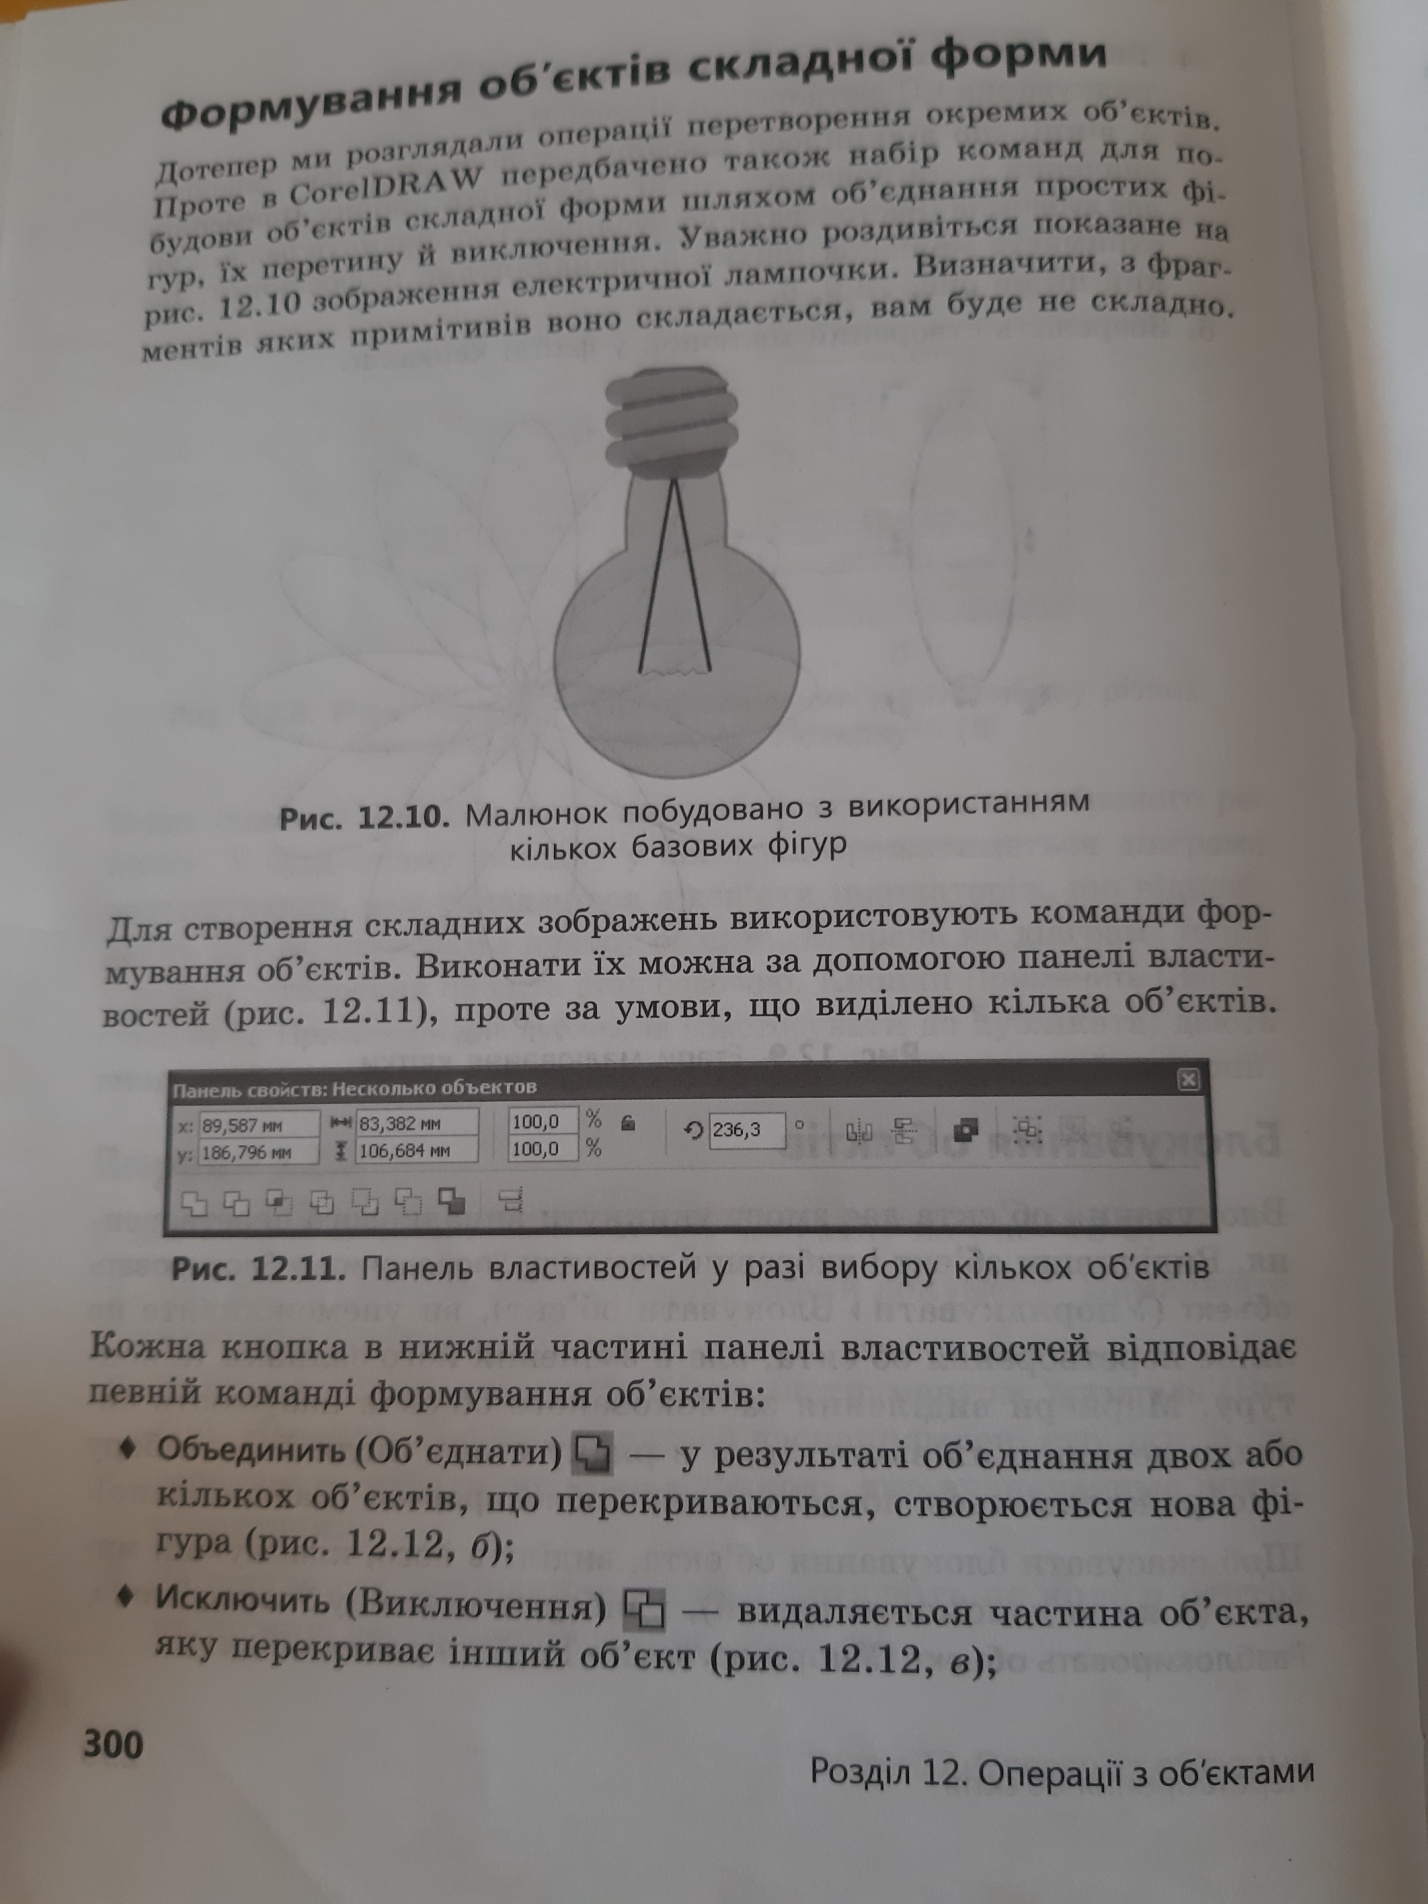 Формування об’єктів складної форми
Дотепер ми розглядали операції перетворення окремих об’єктів.
Проте в CorelDRAW передбачено також набір команд для по-
будови об’єктів складної форми шляхом об’єднання простих фі-
гур, їх перетину й виключення. Уважно роздивіться показане на
рис. 12.10 зображення електричної лампочки. Визначити, з фраг-
ментів яких примітивів воно складається, вам буде не складно.
Рис. 12.10. Малюнок побудовано з використанням
кількох базових фігур
Для створення складних зображень використовують команди фор-
мування об’єктів. Виконати їх можна за допомогою панелі власти-
востей (рис. 12.11), проте за умови, що виділено кілька об’єктів.
Панель свойств: Несколько объектов
x: 89,587 мм 83,382 мм 100,0 % 236,3 °
y: 186,796 мм 106,684 мм 100,0 %
Рис. 12.11. Панель властивостей у разі вибору кількох об’єктів
Кожна кнопка в нижній частині панелі властивостей відповідає
певній команді формування об’єктів:
♦ Объединить (Об’єднати) — у результаті об’єднання двох або
кількох об’єктів, що перекриваються, створюється нова фі-
гура (рис. 12.12, б);
♦ Исключить (Виключення) — видаляється частина об’єкта,
яку перекриває інший об’єкт (рис. 12.12, в);
300
Розділ 12. Операції з об’єктами